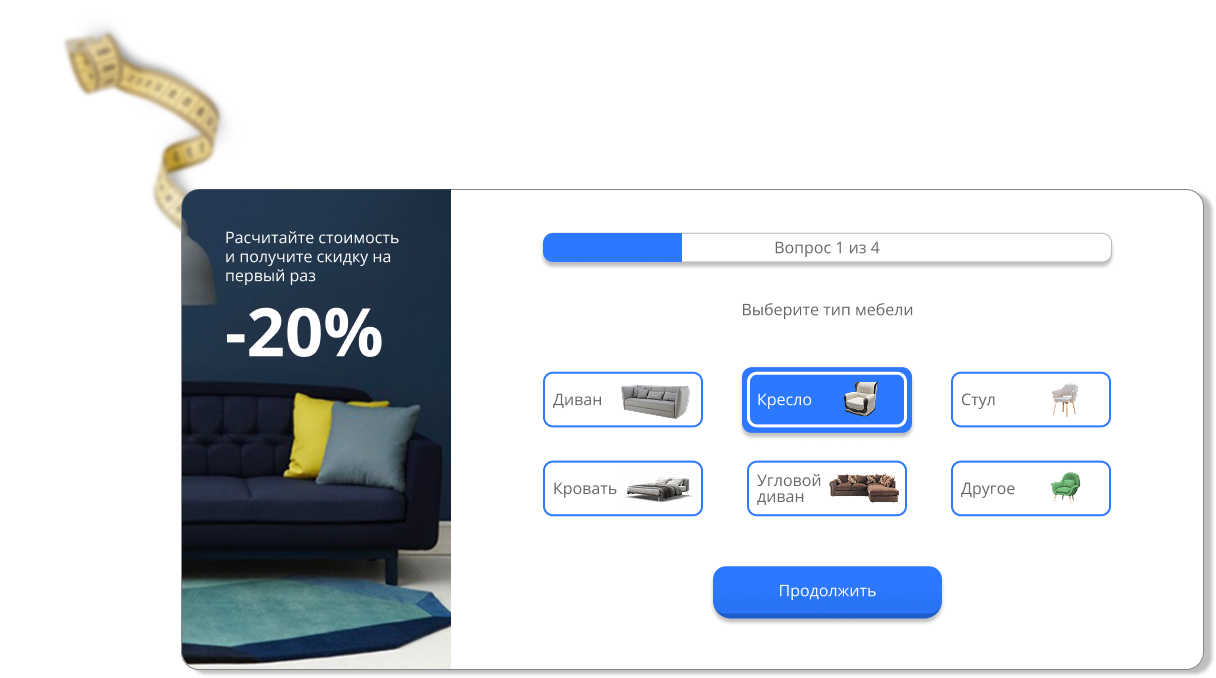 Расчитайте стоимость
и получите скидку на
первый раз
-20%
Вопрос 1 из 4
Выберите тип мебели
Диван
Кресло
Стул
Кровать
Угловой
диван
Другое
Продолжить